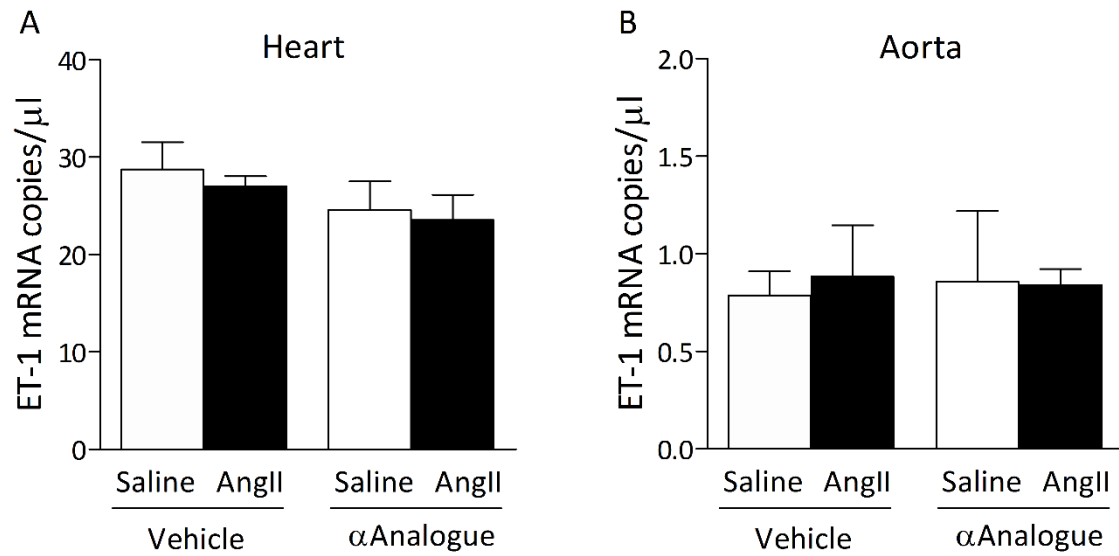 A
Heart
ET-1 mRNA copies/μl
40
30
20
10
0
Saline AngII Saline AngII
Vehicle αAnalogue
B
Aorta
ET-1 mRNA copies/μl
2.0
1.5
1.0
0.5
0.0
Saline AngII Saline AngII
Vehicle αAnalogue